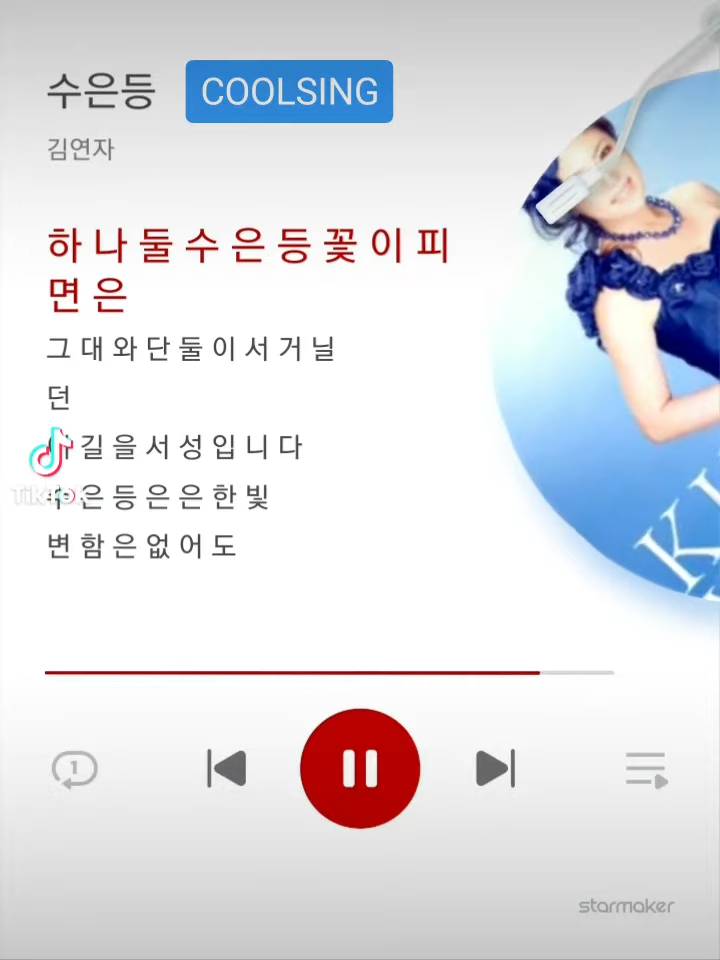 수은등 COOLSING
김연자
하 나 둘 수 은 등 꽃 이 피
면 은
그 대 와 단 둘 이 서 거 닐
던
길 을 서 성 입 니 다
은 등 은 은 한 빛
변 함 은 없 어 도
TikTok
1
starmaker